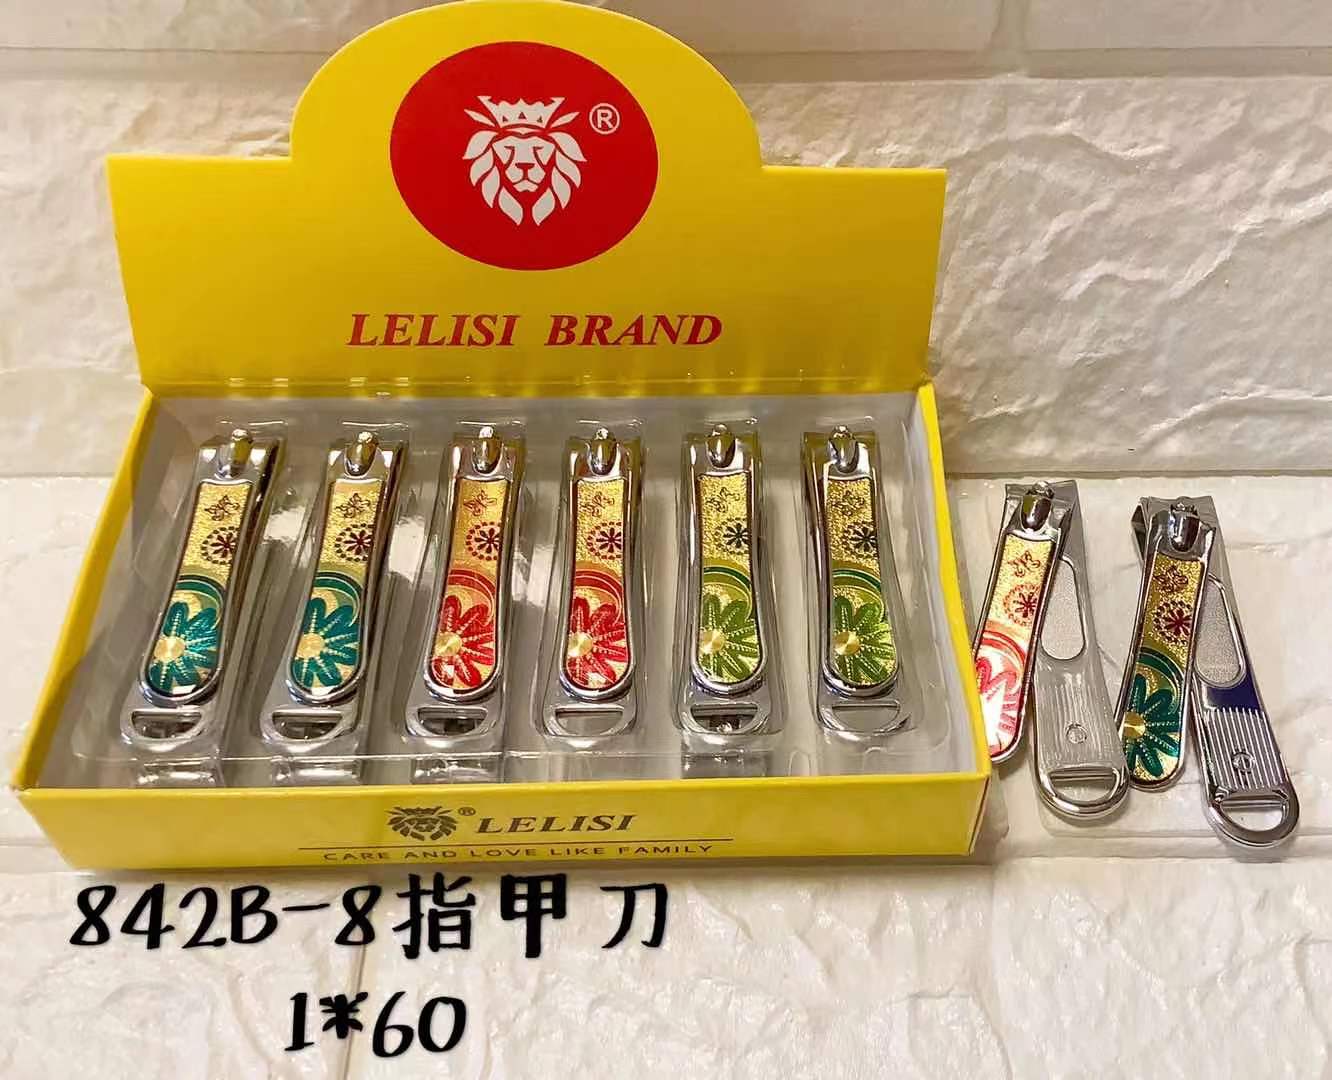 ®
LELISI BRAND
® LELISI
CARE AND LOVE LIKE FAMILY
842B-8指甲刀
1*60